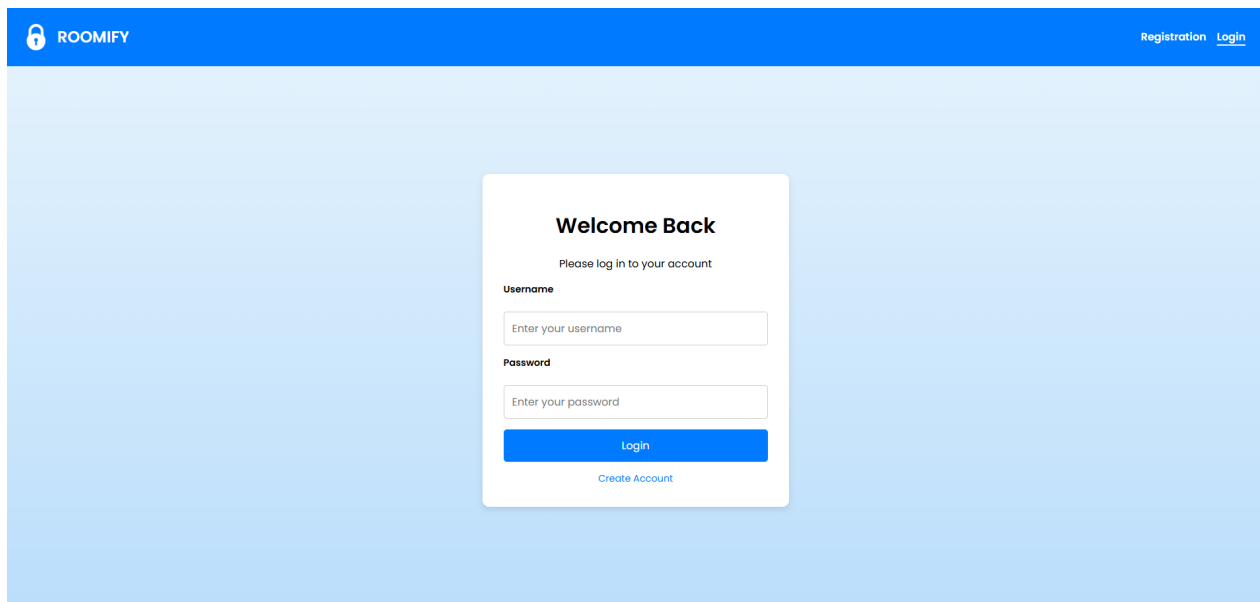 ROOMIFY
Registration Login
Welcome Back
Please log in to your account
Username
Enter your username
Password
Enter your password
Login
Create Account